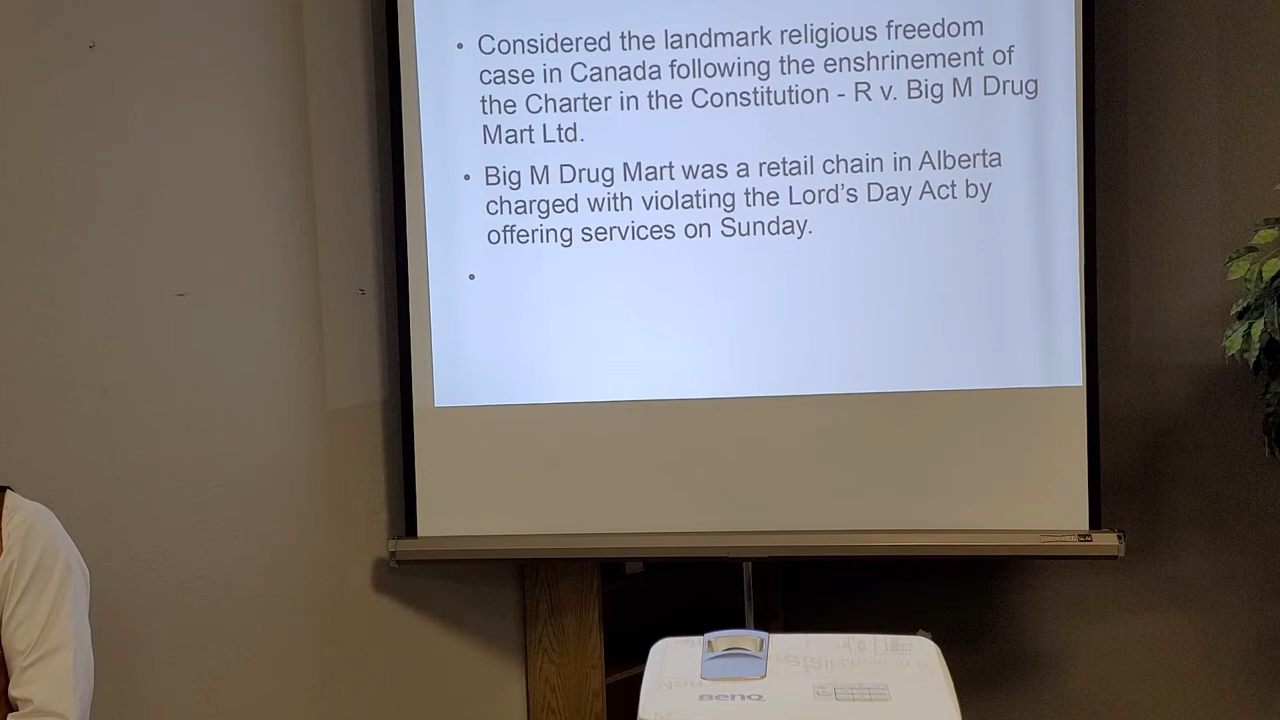 • Considered the landmark religious freedom
case in Canada following the enshrinement of
the Charter in the Constitution - R v. Big M Drug
Mart Ltd.
• Big M Drug Mart was a retail chain in Alberta
charged with violating the Lord's Day Act by
offering services on Sunday.
•
BenQ